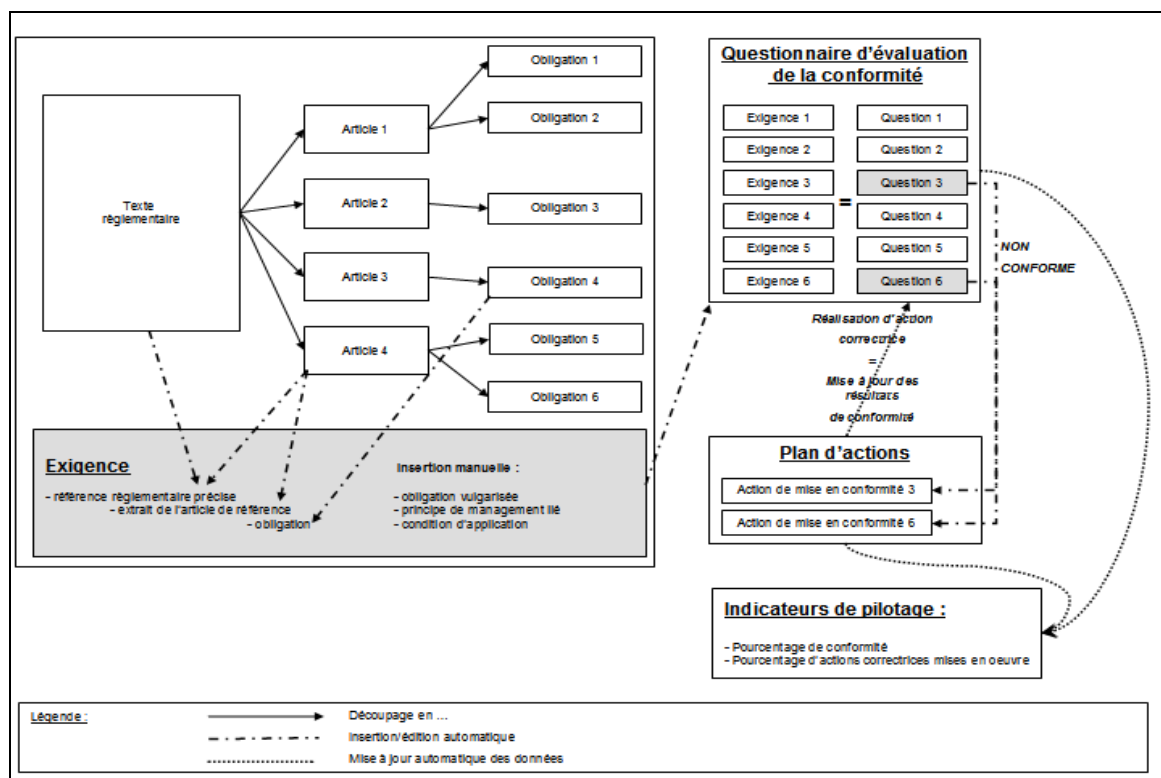 Texte
règlementaire
Article 1
Article 2
Article 3
Article 4
Obligation 1
Obligation 2
Obligation 3
Obligation 4
Obligation 5
Obligation 6
Exigence
- référence règlementaire précise
- extrait de l'article de référence
- obligation
Insertion manuelle :
- obligation vulgarisée
- principe de management lié
- condition d'application
Questionnaire d'évaluation
de la conformité
Exigence 1
Exigence 2
Exigence 3
Exigence 4
Exigence 5
Exigence 6
=
Question 1
Question 2
Question 3
Question 4
Question 5
Question 6
NON
CONFORME
Réalisation d'action
correctrice
=
Mise à jour des
résultats
de conformité
Plan d'actions
Action de mise en conformité 3
Action de mise en conformité 6
Indicateurs de pilotage :
- Pourcentage de conformité
- Pourcentage d'actions correctrices mises en oeuvre
Légende :
Découpage en ...
Insertion/édition automatique
Mise à jour automatique des données